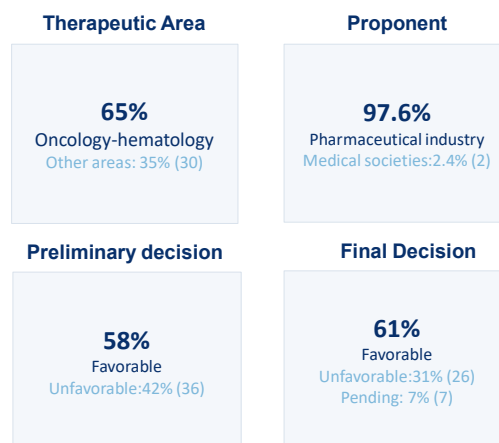 Therapeutic Area
65%
Oncology-hematology
Other areas: 35% (30)
Proponent
97.6%
Pharmaceutical industry
Medical societies:2.4% (2)
Preliminary decision
58%
Favorable
Unfavorable:42% (36)
Final Decision
61%
Favorable
Unfavorable:31% (26)
Pending: 7% (7)